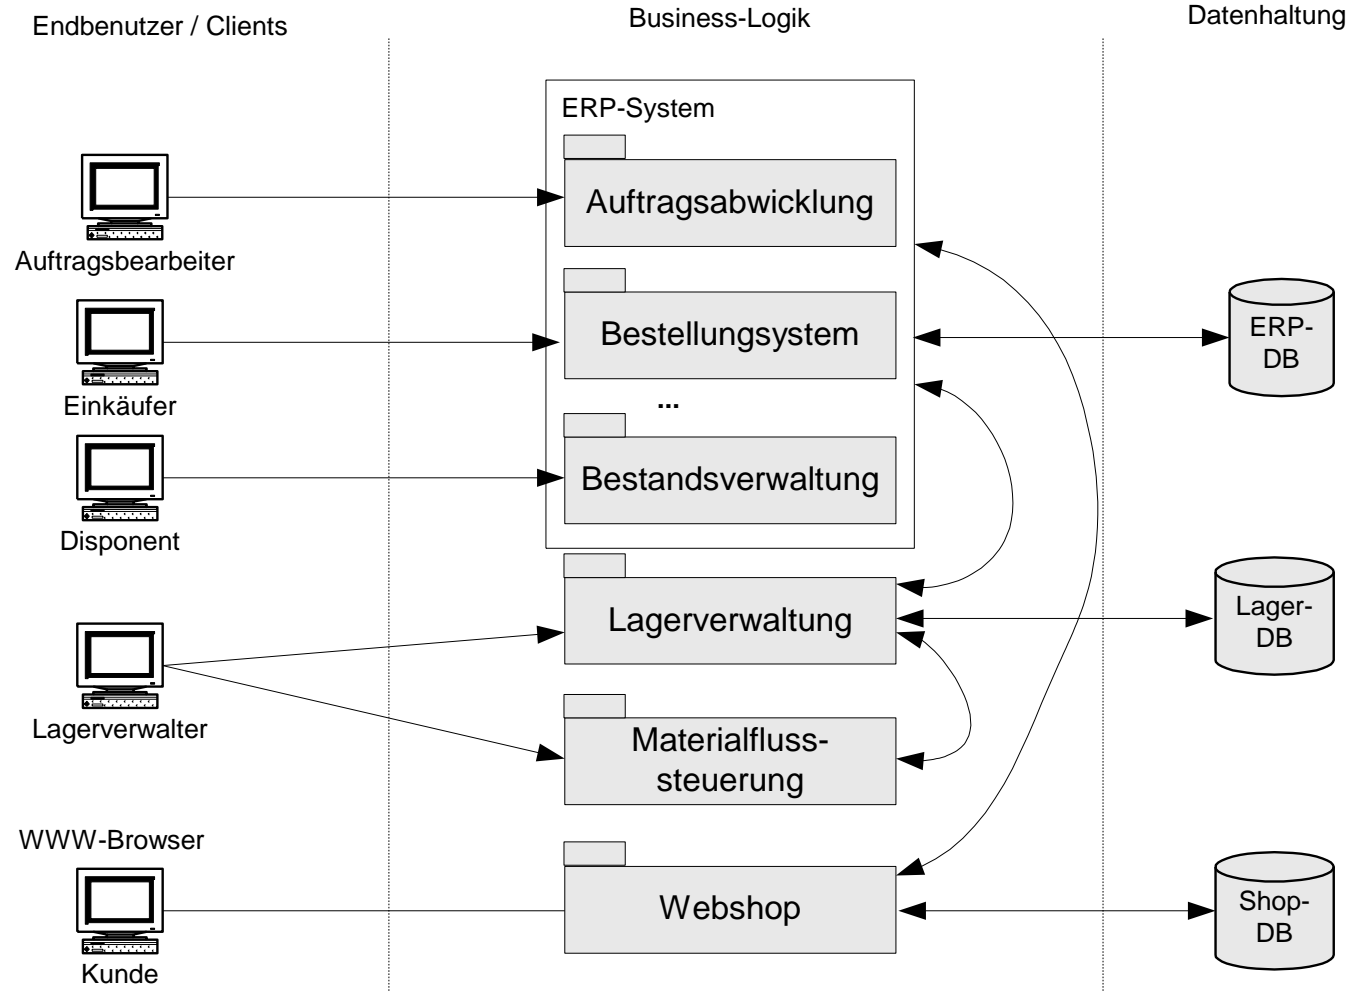 Endbenutzer / Clients
Business-Logik
Datenhaltung
ERP-System
Auftragsabwicklung
Auftragsbearbeiter
Bestellungsystem
ERP-
DB
Einkäufer
...
Bestandsverwaltung
Disponent
Lagerverwaltung
Lager-
DB
Lagerverwalter
Materialfluss-
steuerung
WWW-Browser
Webshop
Shop-
DB
Kunde